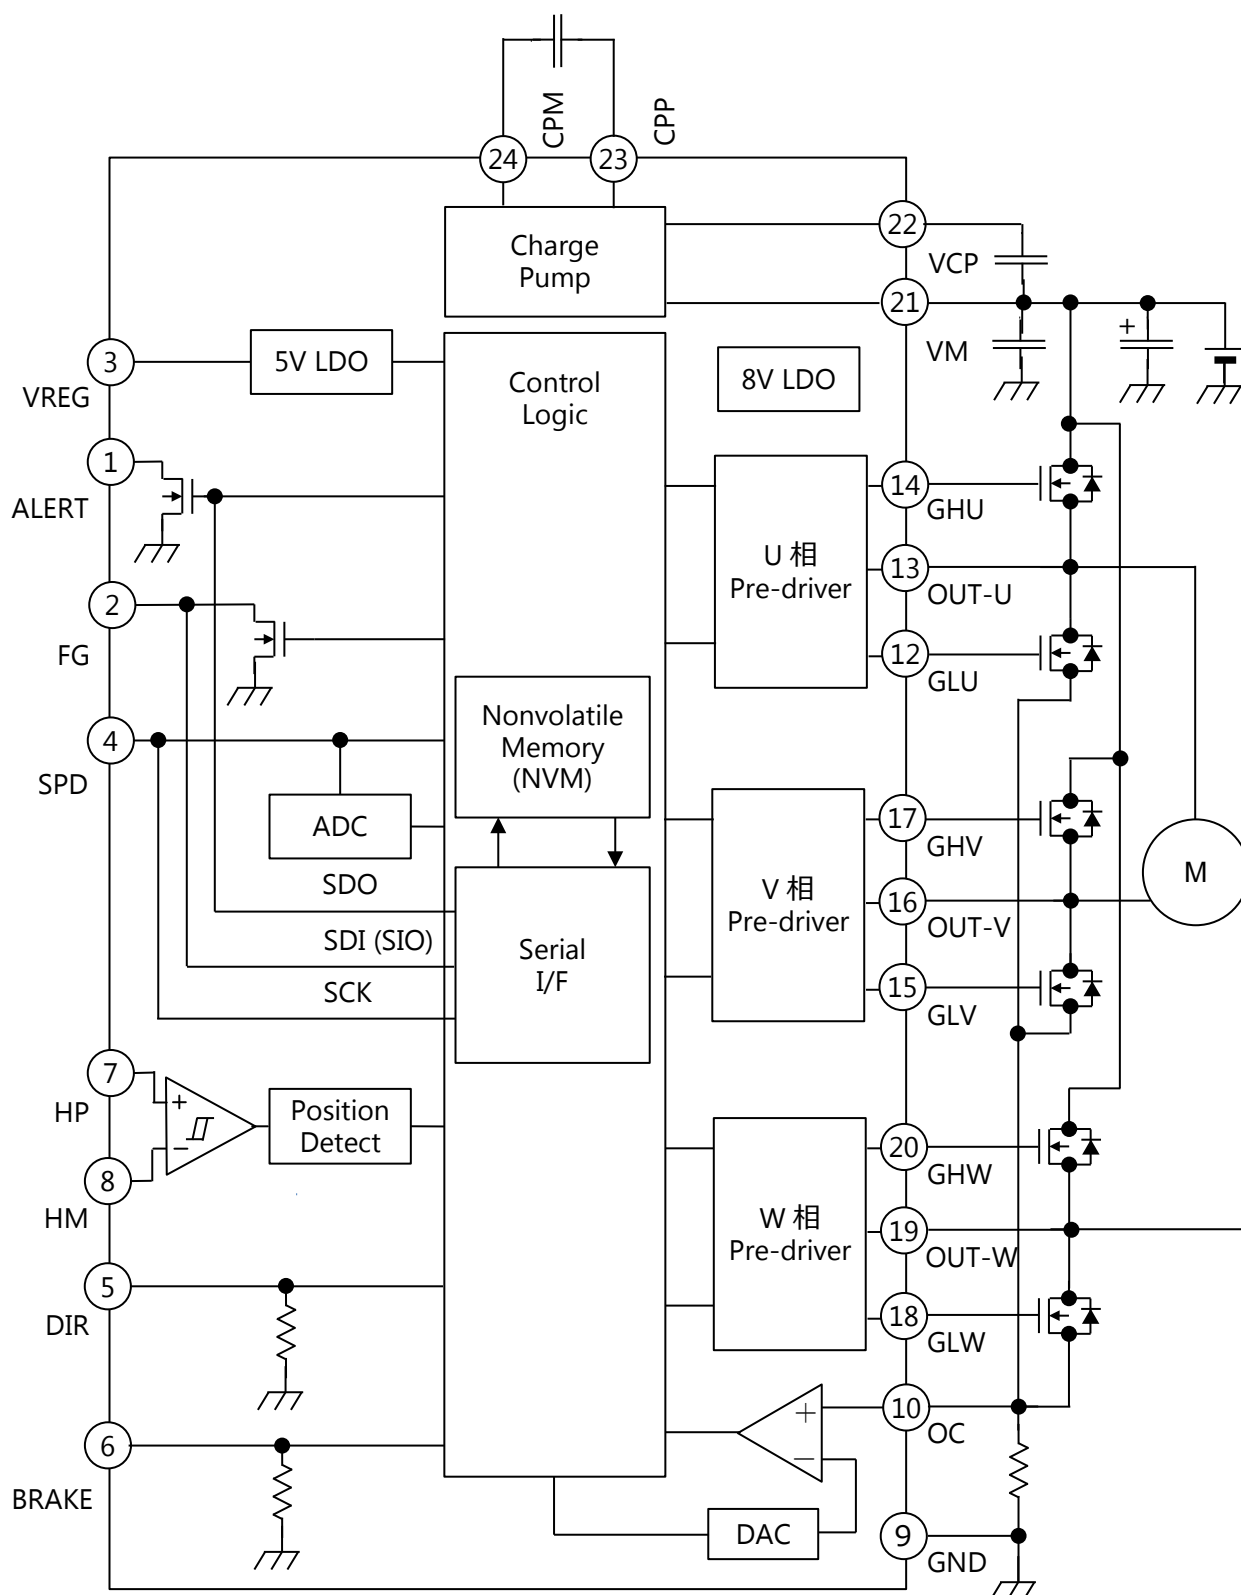 CPM
CPP
24
23
Charge
Pump
22
VCP
21
VM
3
VREG
5V LDO
Control
Logic
8V LDO
1
ALERT
14
GHU
U 相
Pre-driver
13
OUT-U
2
FG
12
GLU
Nonvolatile
Memory
(NVM)
4
SPD
ADC
17
GHV
V 相
Pre-driver
16
OUT-V
M
SDO
SDI (SIO)
SCK
Serial
I/F
15
GLV
7
HP
+
−
Position
Detect
8
HM
20
GHW
W 相
Pre-driver
19
OUT-W
5
DIR
18
GLW
10
OC
+
−
6
BRAKE
DAC
9
GND
+